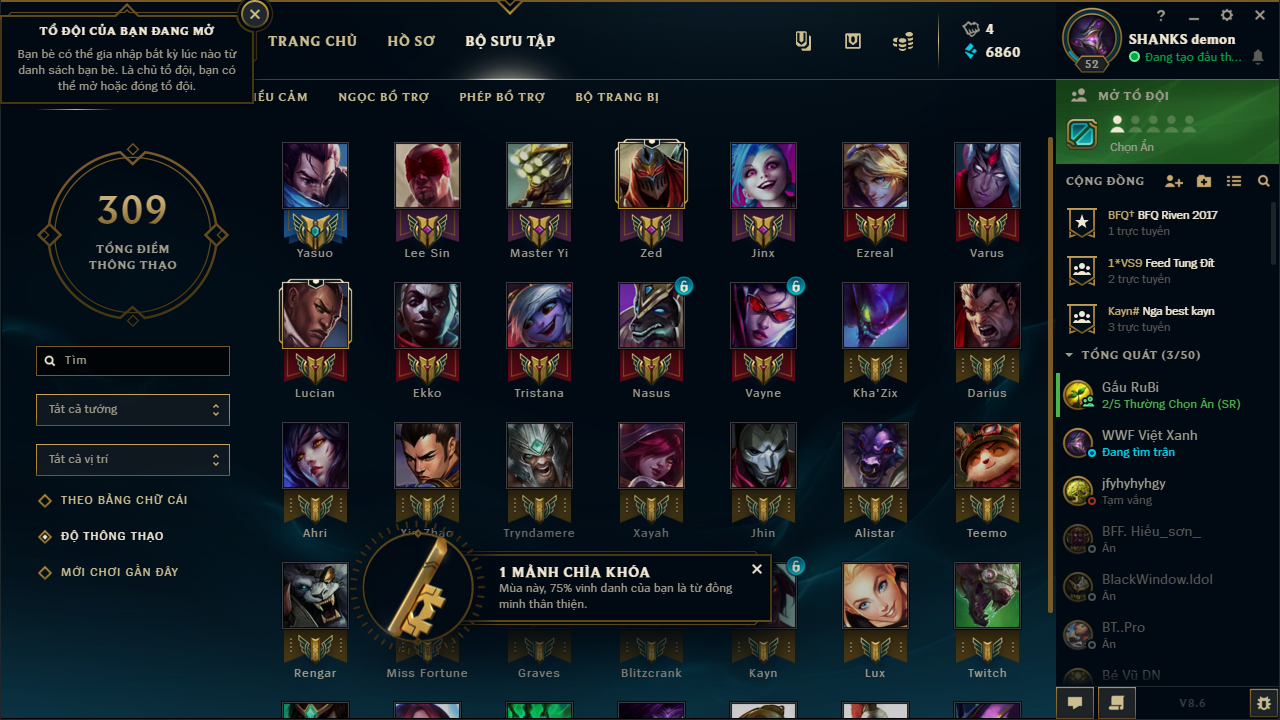 TỔ ĐỘI CỦA BẠN ĐANG MỞ
Bạn bè có thể gia nhập bất kỳ lúc nào từ
danh sách bạn bè. Là chủ tổ đội, bạn có
thể mở hoặc đóng tổ đội.
TRANG CHỦ
HỒ SƠ
BỘ SƯU TẬP
4
6860
52
SHANKS demon
Đang tạo đấu th...
IỂU CẢM
NGỌC BỔ TRỢ
PHÉP BỔ TRỢ
BỘ TRANG BỊ
309
TỔNG ĐIỂM
THÔNG THẠO
Tìm
Tất cả tướng
Tất cả vị trí
THEO BẢNG CHỮ CÁI
ĐỘ THÔNG THẠO
MỚI CHƠI GẦN ĐÂY
Yasuo
Lee Sin
Master Yi
Zed
Jinx
Ezreal
Varus
6
6
Lucian
Ekko
Tristana
Nasus
Vayne
Kha'Zix
Darius
Ahri
Xin Zhao
Tryndamere
Xayah
Jhin
Alistar
Teemo
1 MẢNH CHÌA KHÓA
Mùa này, 75% vinh danh của bạn là từ đồng
minh thân thiện.
6
Rengar
Miss Fortune
Graves
Blitzcrank
Kayn
Lux
Twitch
MỞ TỔ ĐỘI
Chọn Ẩn
CỘNG ĐỒNG
BFQ† BFQ Riven 2017
1 trực tuyến
1*VS9 Feed Tung Đít
2 trực tuyến
Kayn# Nga best kayn
3 trực tuyến
TỔNG QUÁT (3/50)
Gấu RuBi
2/5 Thường Chọn Ẩn (SR)
WWF Việt Xanh
Đang tìm trận
jfyhyhyhgy
Tạm vắng
BFF. Hiếu_sơn_
Ẩn
BlackWindow.Idol
Ẩn
BT..Pro
Ẩn
Bé Vũ DN
V8.6